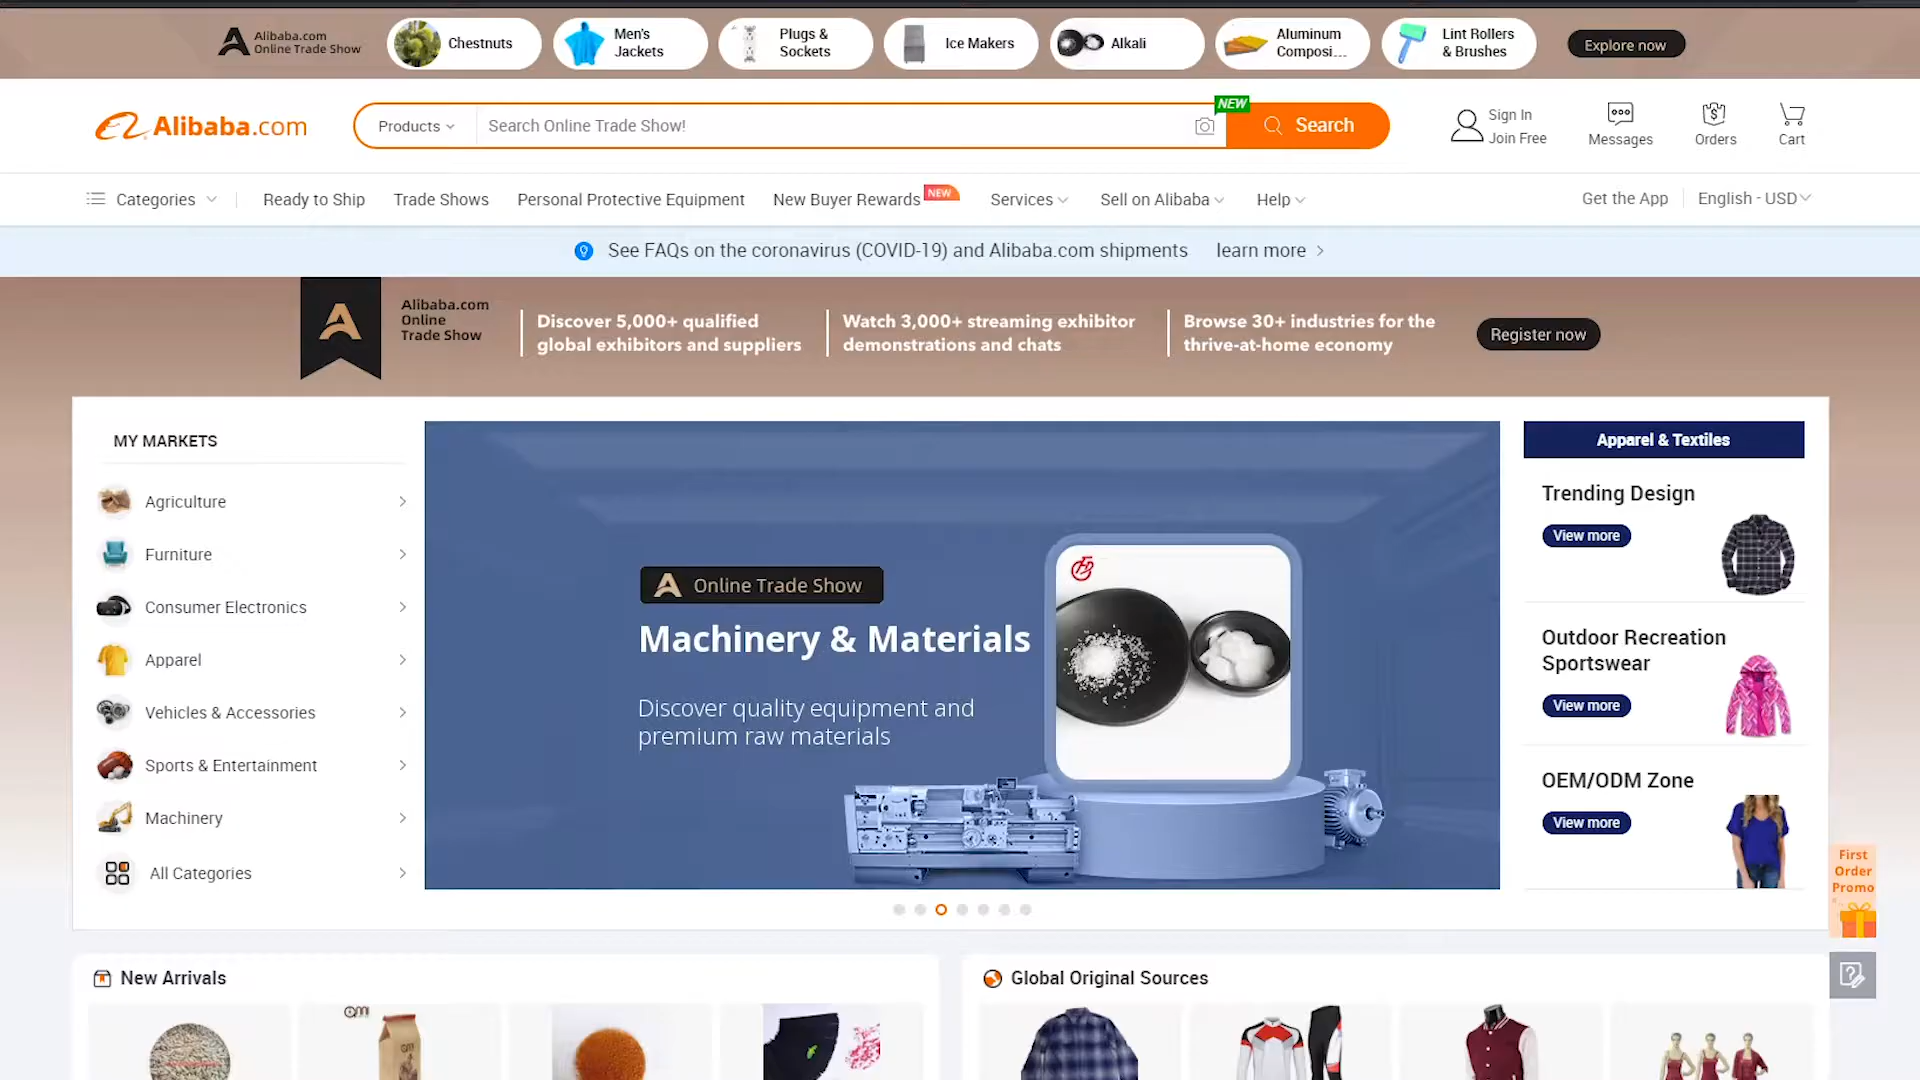 Alibaba.com
Online Trade Show
Chestnuts
Men's
Jackets
Plugs &
Sockets
Ice Makers
Alkali
Aluminum
Composi...
Lint Rollers
& Brushes
Explore now
Alibaba.com
Products
Search Online Trade Show!
NEW
Search
Sign In
Join Free
Messages
Orders
Cart
Categories
Ready to Ship
Trade Shows
Personal Protective Equipment
New Buyer Rewards
NEW
Services
Sell on Alibaba
Help
Get the App
English - USD
See FAQs on the coronavirus (COVID-19) and Alibaba.com shipments
learn more
Alibaba.com
Online
Trade Show
Discover 5,000+ qualified
global exhibitors and suppliers
Watch 3,000+ streaming exhibitor
demonstrations and chats
Browse 30+ industries for the
thrive-at-home economy
Register now
MY MARKETS
Agriculture
Furniture
Consumer Electronics
Apparel
Vehicles & Accessories
Sports & Entertainment
Machinery
All Categories
Online Trade Show
Machinery & Materials
Discover quality equipment and
premium raw materials
Apparel & Textiles
Trending Design
View more
Outdoor Recreation
Sportswear
View more
OEM/ODM Zone
View more
First
Order
Promo
New Arrivals
Global Original Sources